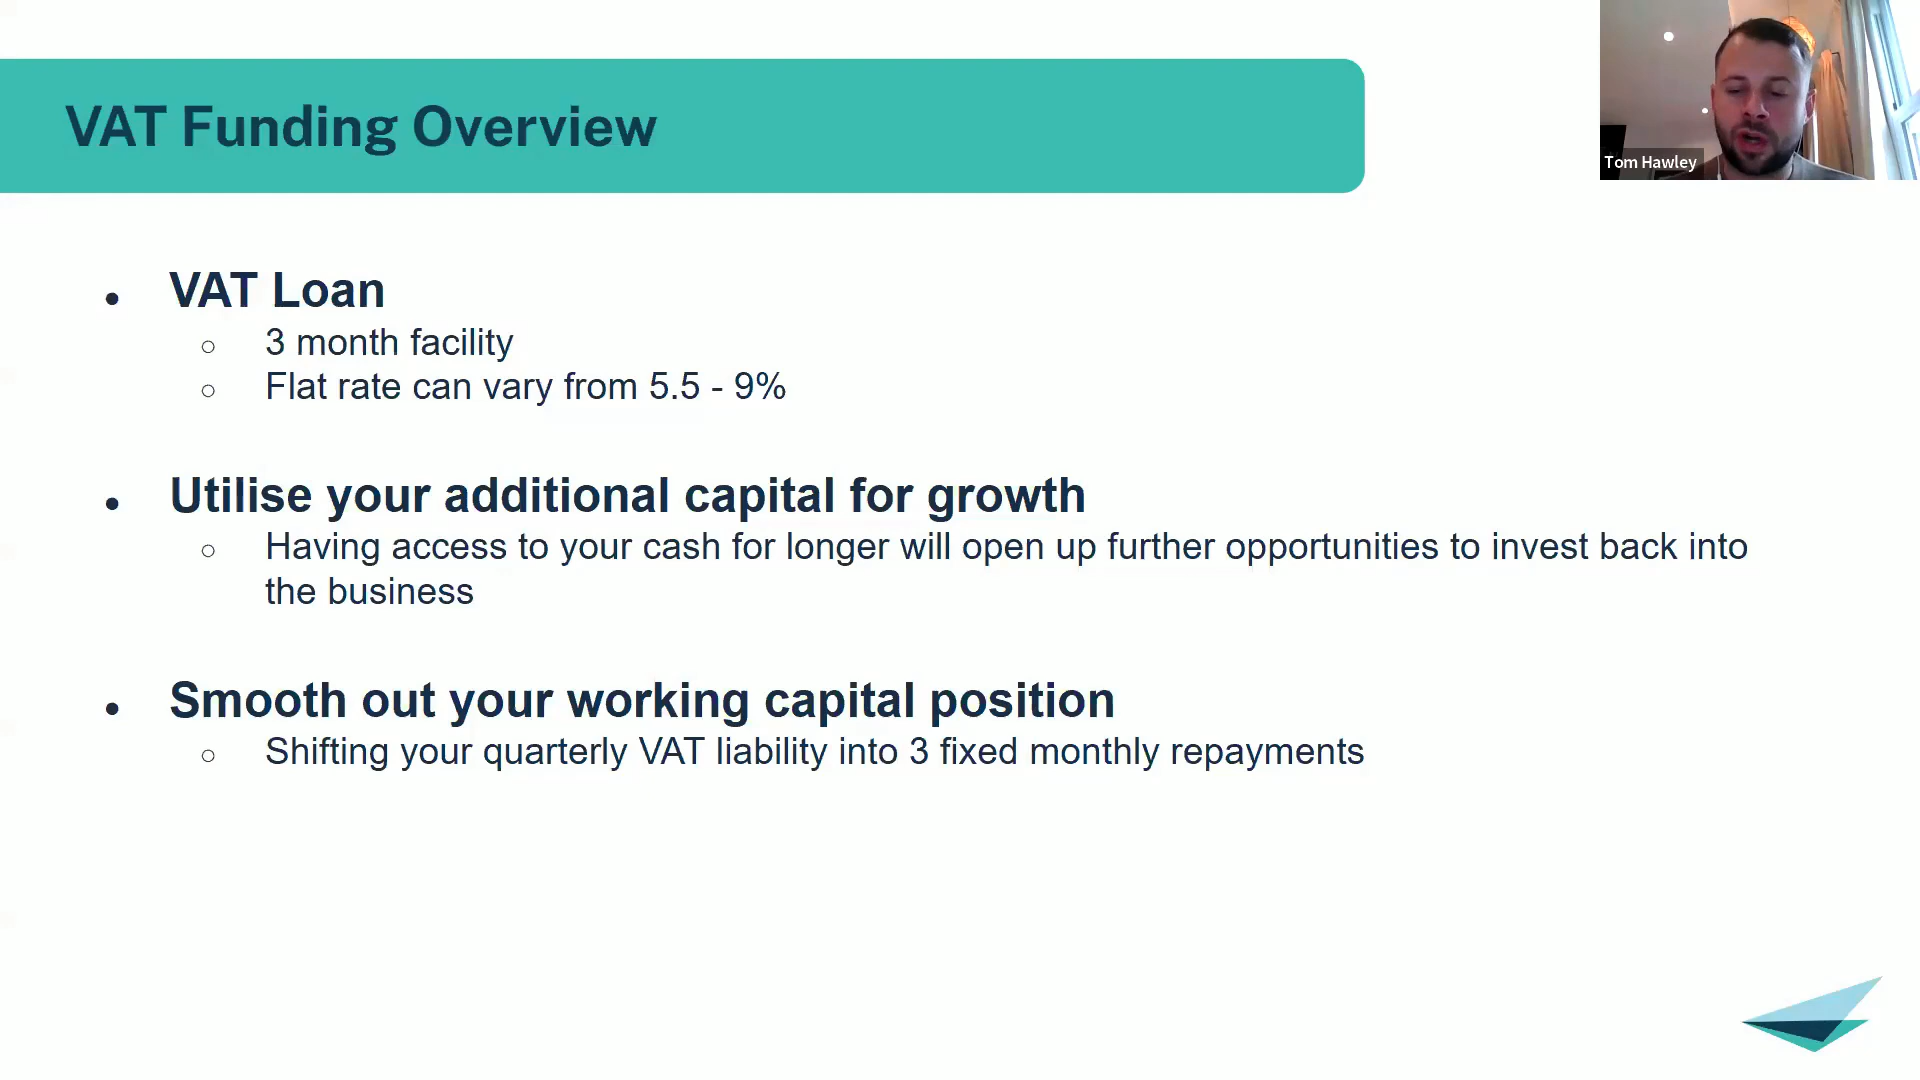 VAT Funding Overview
Tom Hawley
● VAT Loan
○ 3 month facility
○ Flat rate can vary from 5.5 - 9%
● Utilise your additional capital for growth
○ Having access to your cash for longer will open up further opportunities to invest back into
the business
● Smooth out your working capital position
○ Shifting your quarterly VAT liability into 3 fixed monthly repayments